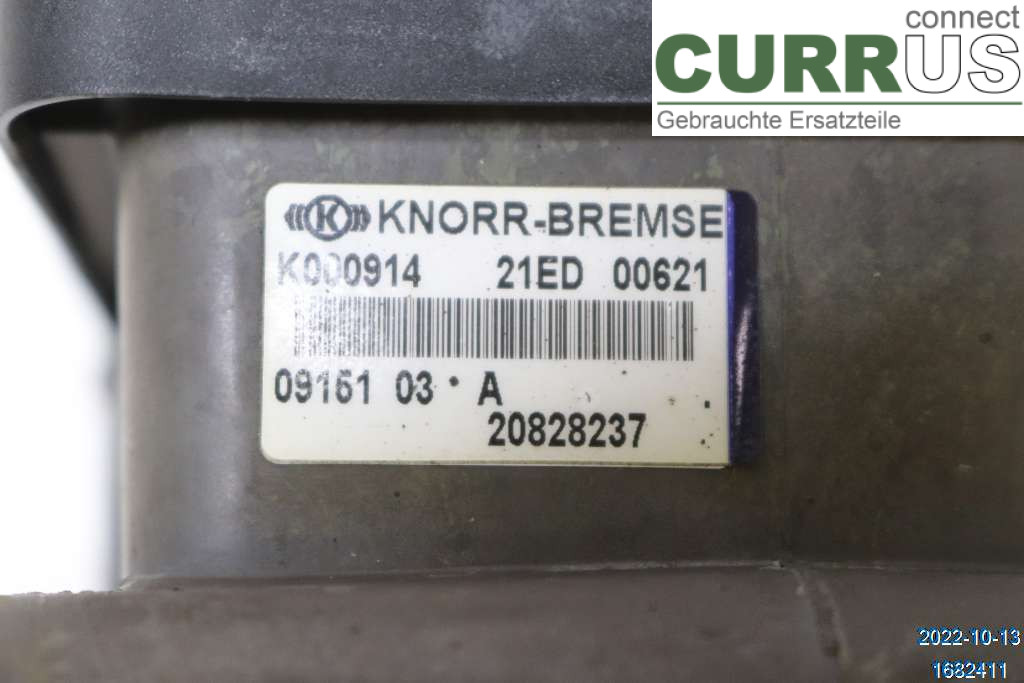 connect
CURRUS
Gebrauchte Ersatzteile
K KNORR-BREMSE
K000914 21ED 00621
09161 03 A
20828237
2022-10-13
1682411